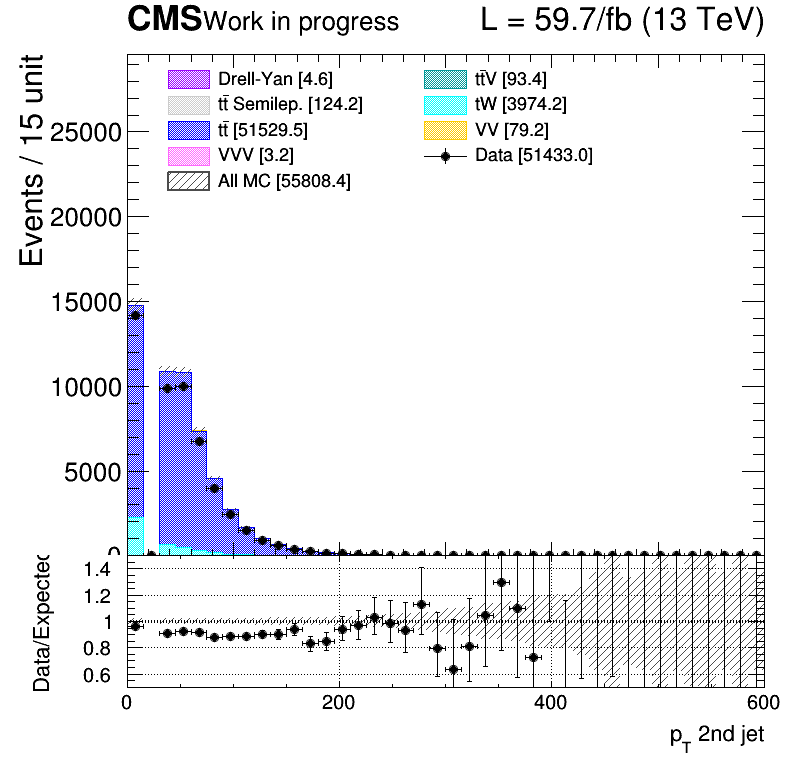 CMS Work in progress L = 59.7/fb (13 TeV)
Events / 15 unit
Drell-Yan [4.6]
tt̄ Semilep. [124.2]
tt̄ [51529.5]
VVV [3.2]
All MC [55808.4]
tt̄V [93.4]
tW [3974.2]
VV [79.2]
Data [51433.0]
25000
20000
15000
10000
5000
0
Data/Expected
1.4
1.2
1
0.8
0.6
0 200 400 600
p_T 2nd jet